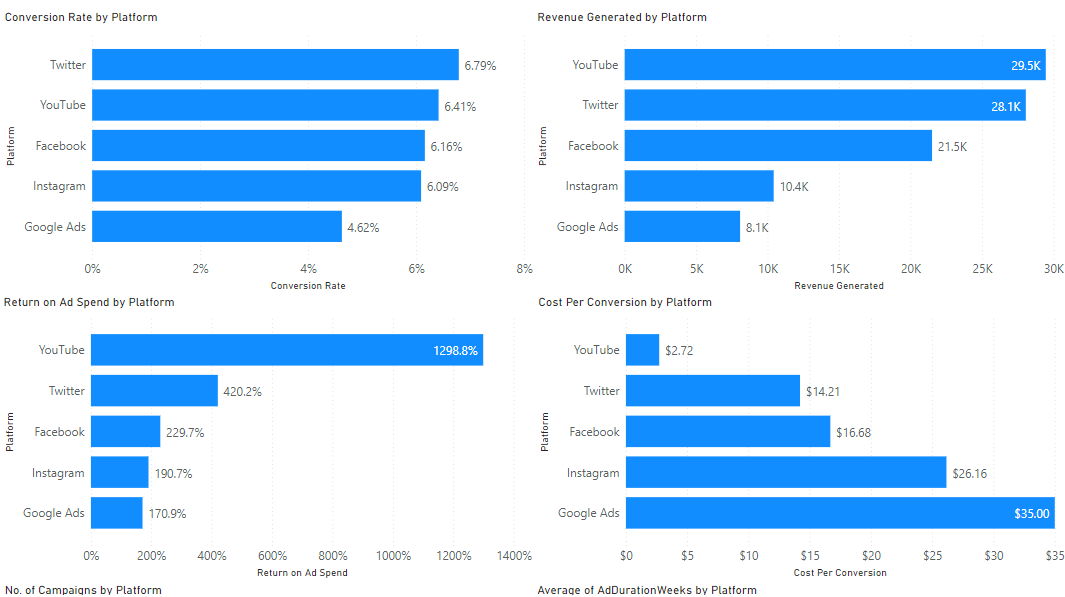 Conversion Rate by Platform
Platform
Twitter 6.79%
YouTube 6.41%
Facebook 6.16%
Instagram 6.09%
Google Ads 4.62%
0% 2% 4% 6% 8%
Conversion Rate
Revenue Generated by Platform
Platform
YouTube 29.5K
Twitter 28.1K
Facebook 21.5K
Instagram 10.4K
Google Ads 8.1K
0K 5K 10K 15K 20K 25K 30K
Revenue Generated
Return on Ad Spend by Platform
Platform
YouTube 1298.8%
Twitter 420.2%
Facebook 229.7%
Instagram 190.7%
Google Ads 170.9%
0% 200% 400% 600% 800% 1000% 1200% 1400%
Return on Ad Spend
Cost Per Conversion by Platform
Platform
YouTube $2.72
Twitter $14.21
Facebook $16.68
Instagram $26.16
Google Ads $35.00
$0 $5 $10 $15 $20 $25 $30 $35
Cost Per Conversion
No. of Campaigns by Platform
Average of AdDurationWeeks by Platform